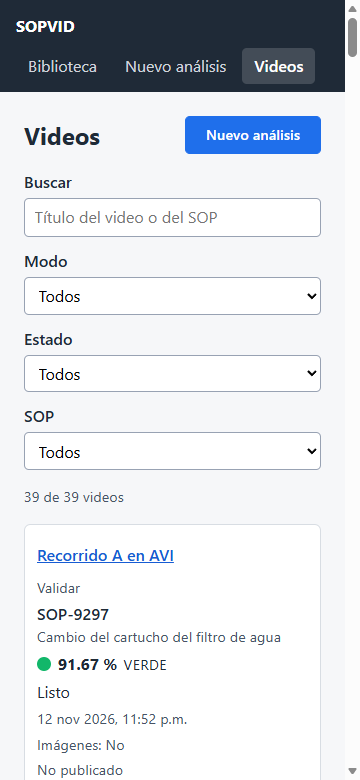 SOPVID
Biblioteca Nuevo análisis Videos
Videos
Nuevo análisis
Buscar
Título del video o del SOP
Modo
Todos
Estado
Todos
SOP
Todos
39 de 39 videos
Recorrido A en AVI
Validar
SOP-9297
Cambio del cartucho del filtro de agua
91.67 % VERDE
Listo
12 nov 2026, 11:52 p.m.
Imágenes: No
No publicado